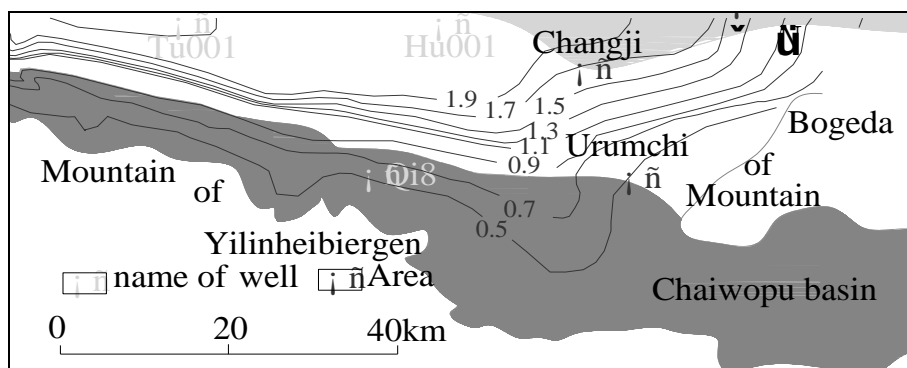 Tu001
Hu001
Changji
1.9
1.7
1.5
1.3
1.1
0.9
Urumchi
Bogeda
of
Mountain
Mountain
of
Qi8
0.7
0.5
Yilinheibiergen
name of well
Area
Chaiwopu basin
0
20
40km